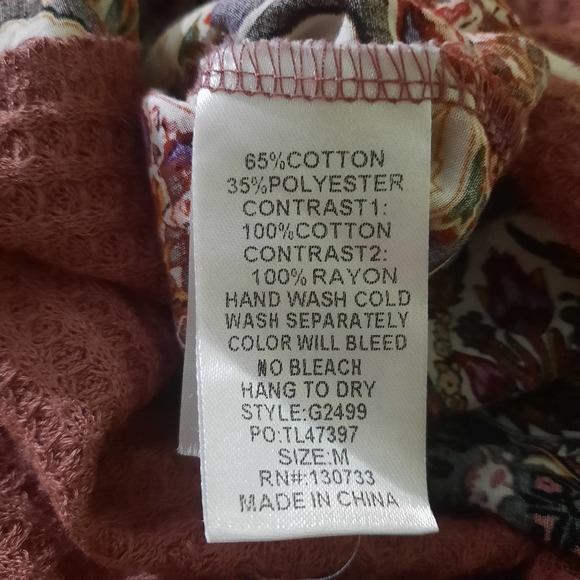 65%COTTON
35%POLYESTER
CONTRAST1:
100%COTTON
CONTRAST2:
100%RAYON
HAND WASH COLD
WASH SEPARATELY
COLOR WILL BLEED
NO BLEACH
HANG TO DRY
STYLE:G2499
PO:TL47397
SIZE:M
RN#:130733
MADE IN CHINA